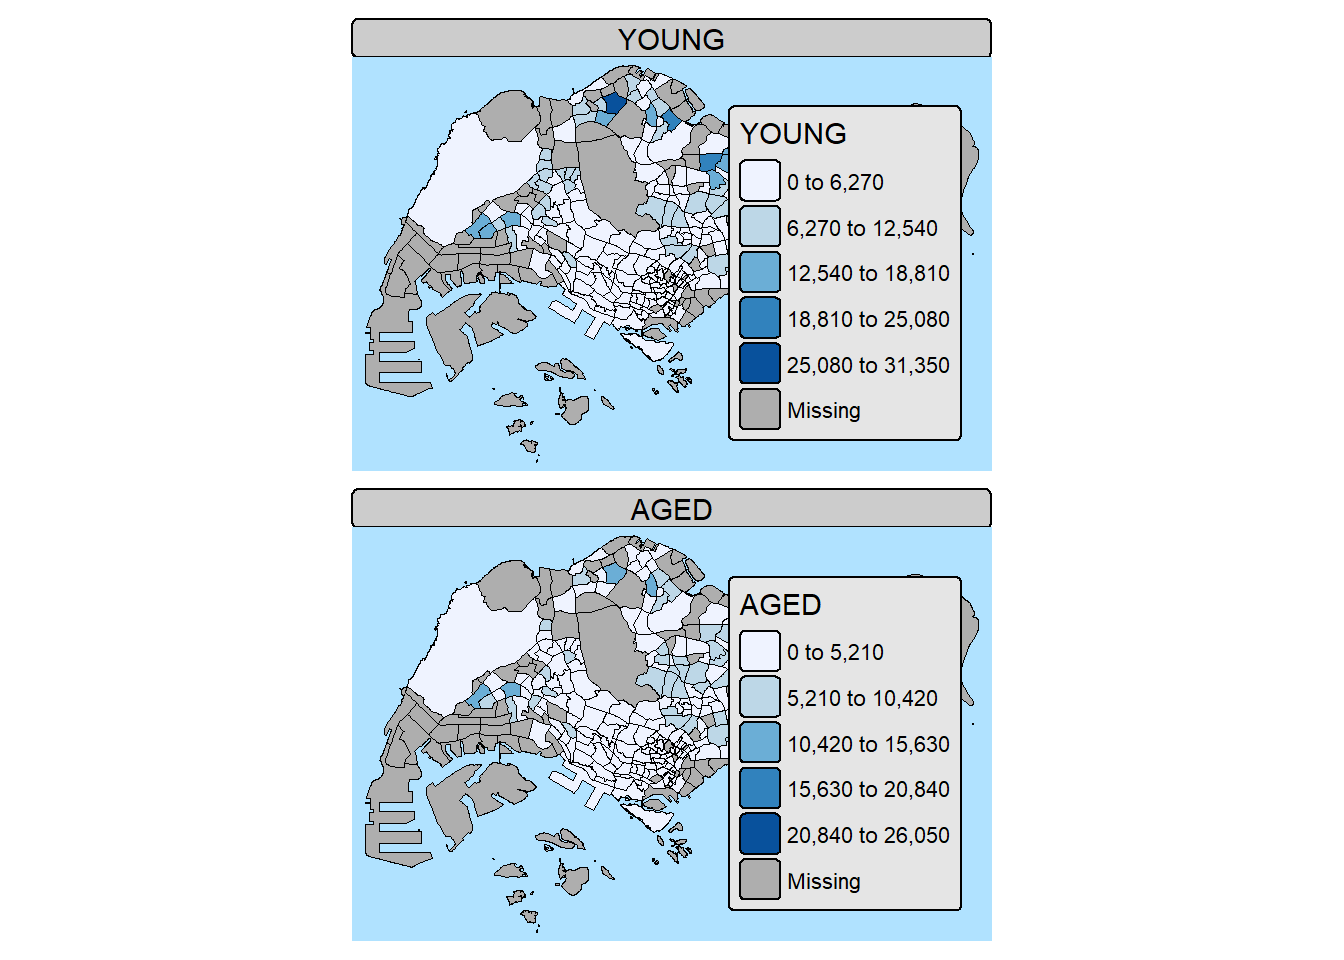 YOUNG
YOUNG
0 to 6,270
6,270 to 12,540
12,540 to 18,810
18,810 to 25,080
25,080 to 31,350
Missing
AGED
AGED
0 to 5,210
5,210 to 10,420
10,420 to 15,630
15,630 to 20,840
20,840 to 26,050
Missing